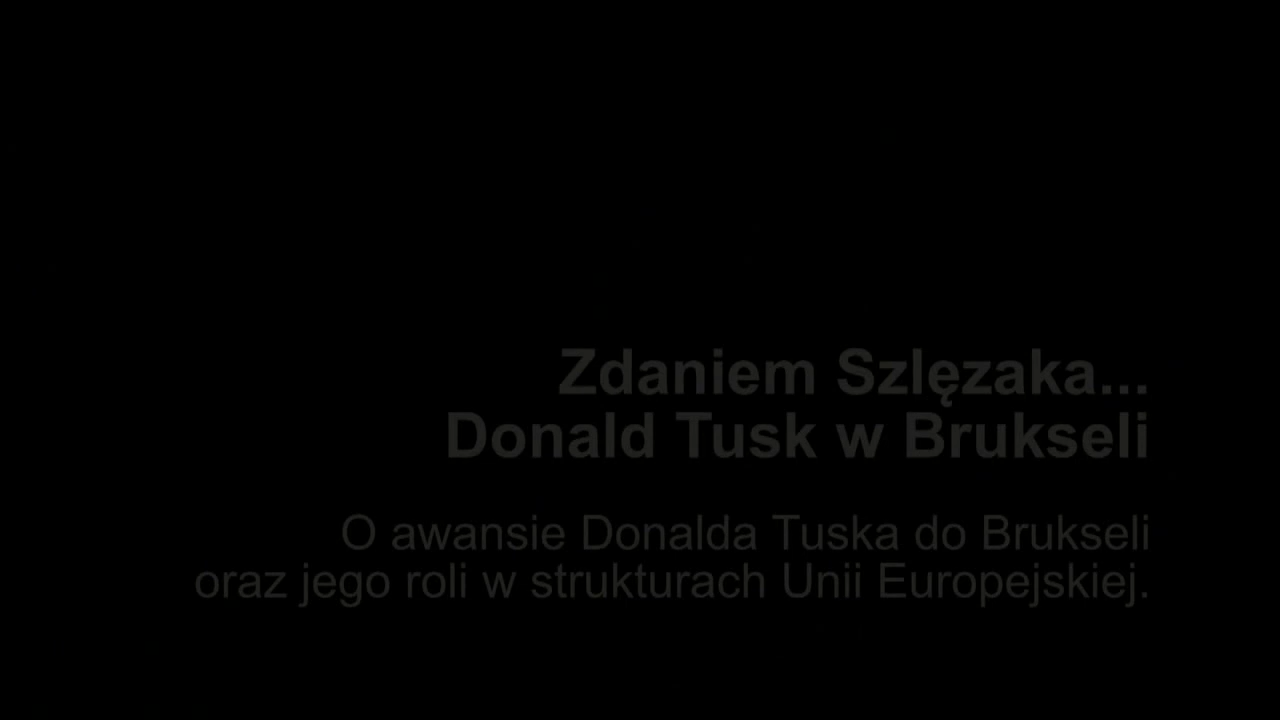 Zdaniem Szlęzaka...
Donald Tusk w Brukseli
O awansie Donalda Tuska do Brukseli
oraz jego roli w strukturach Unii Europejskiej.